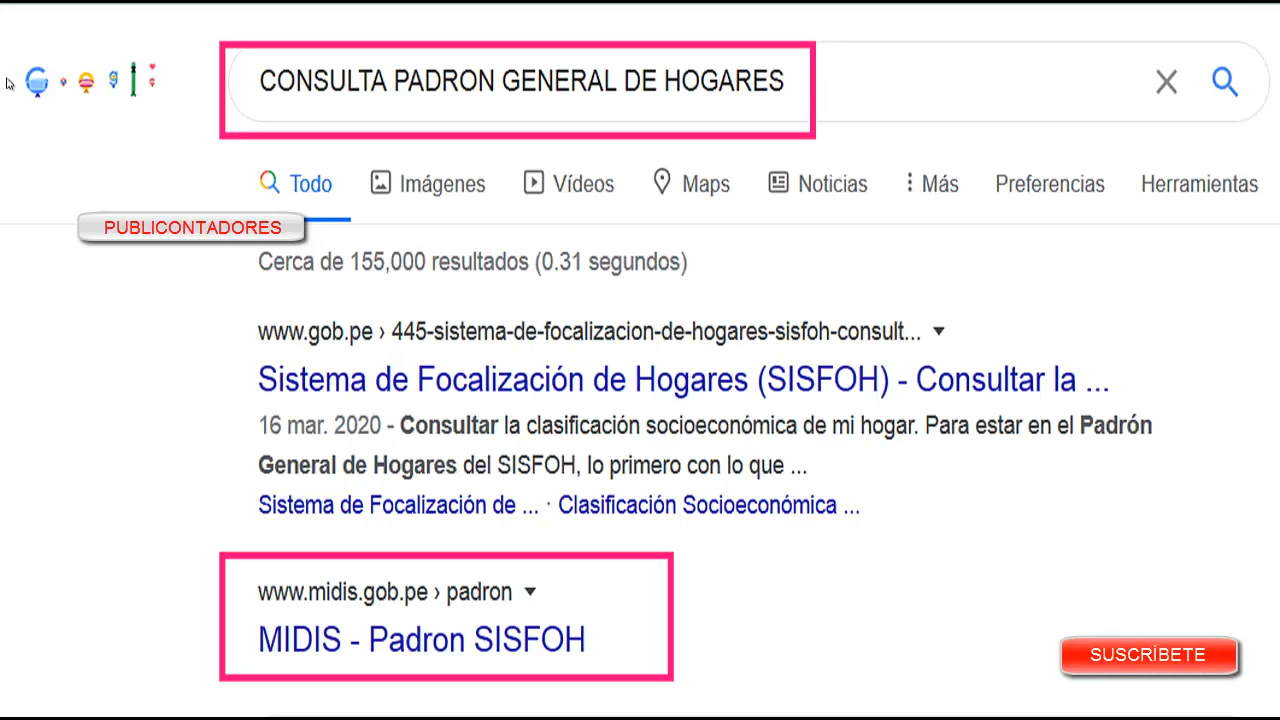 CONSULTA PADRON GENERAL DE HOGARES
Todo Imágenes Vídeos Maps Noticias Más Preferencias Herramientas
PUBLICONTADORES
Cerca de 155,000 resultados (0.31 segundos)
www.gob.pe › 445-sistema-de-focalizacion-de-hogares-sisfoh-consult...
Sistema de Focalización de Hogares (SISFOH) - Consultar la ...
16 mar. 2020 - Consultar la clasificación socioeconómica de mi hogar. Para estar en el Padrón
General de Hogares del SISFOH, lo primero con lo que ...
Sistema de Focalización de ... · Clasificación Socioeconómica ...
www.midis.gob.pe › padron
MIDIS - Padron SISFOH
SUSCRÍBETE